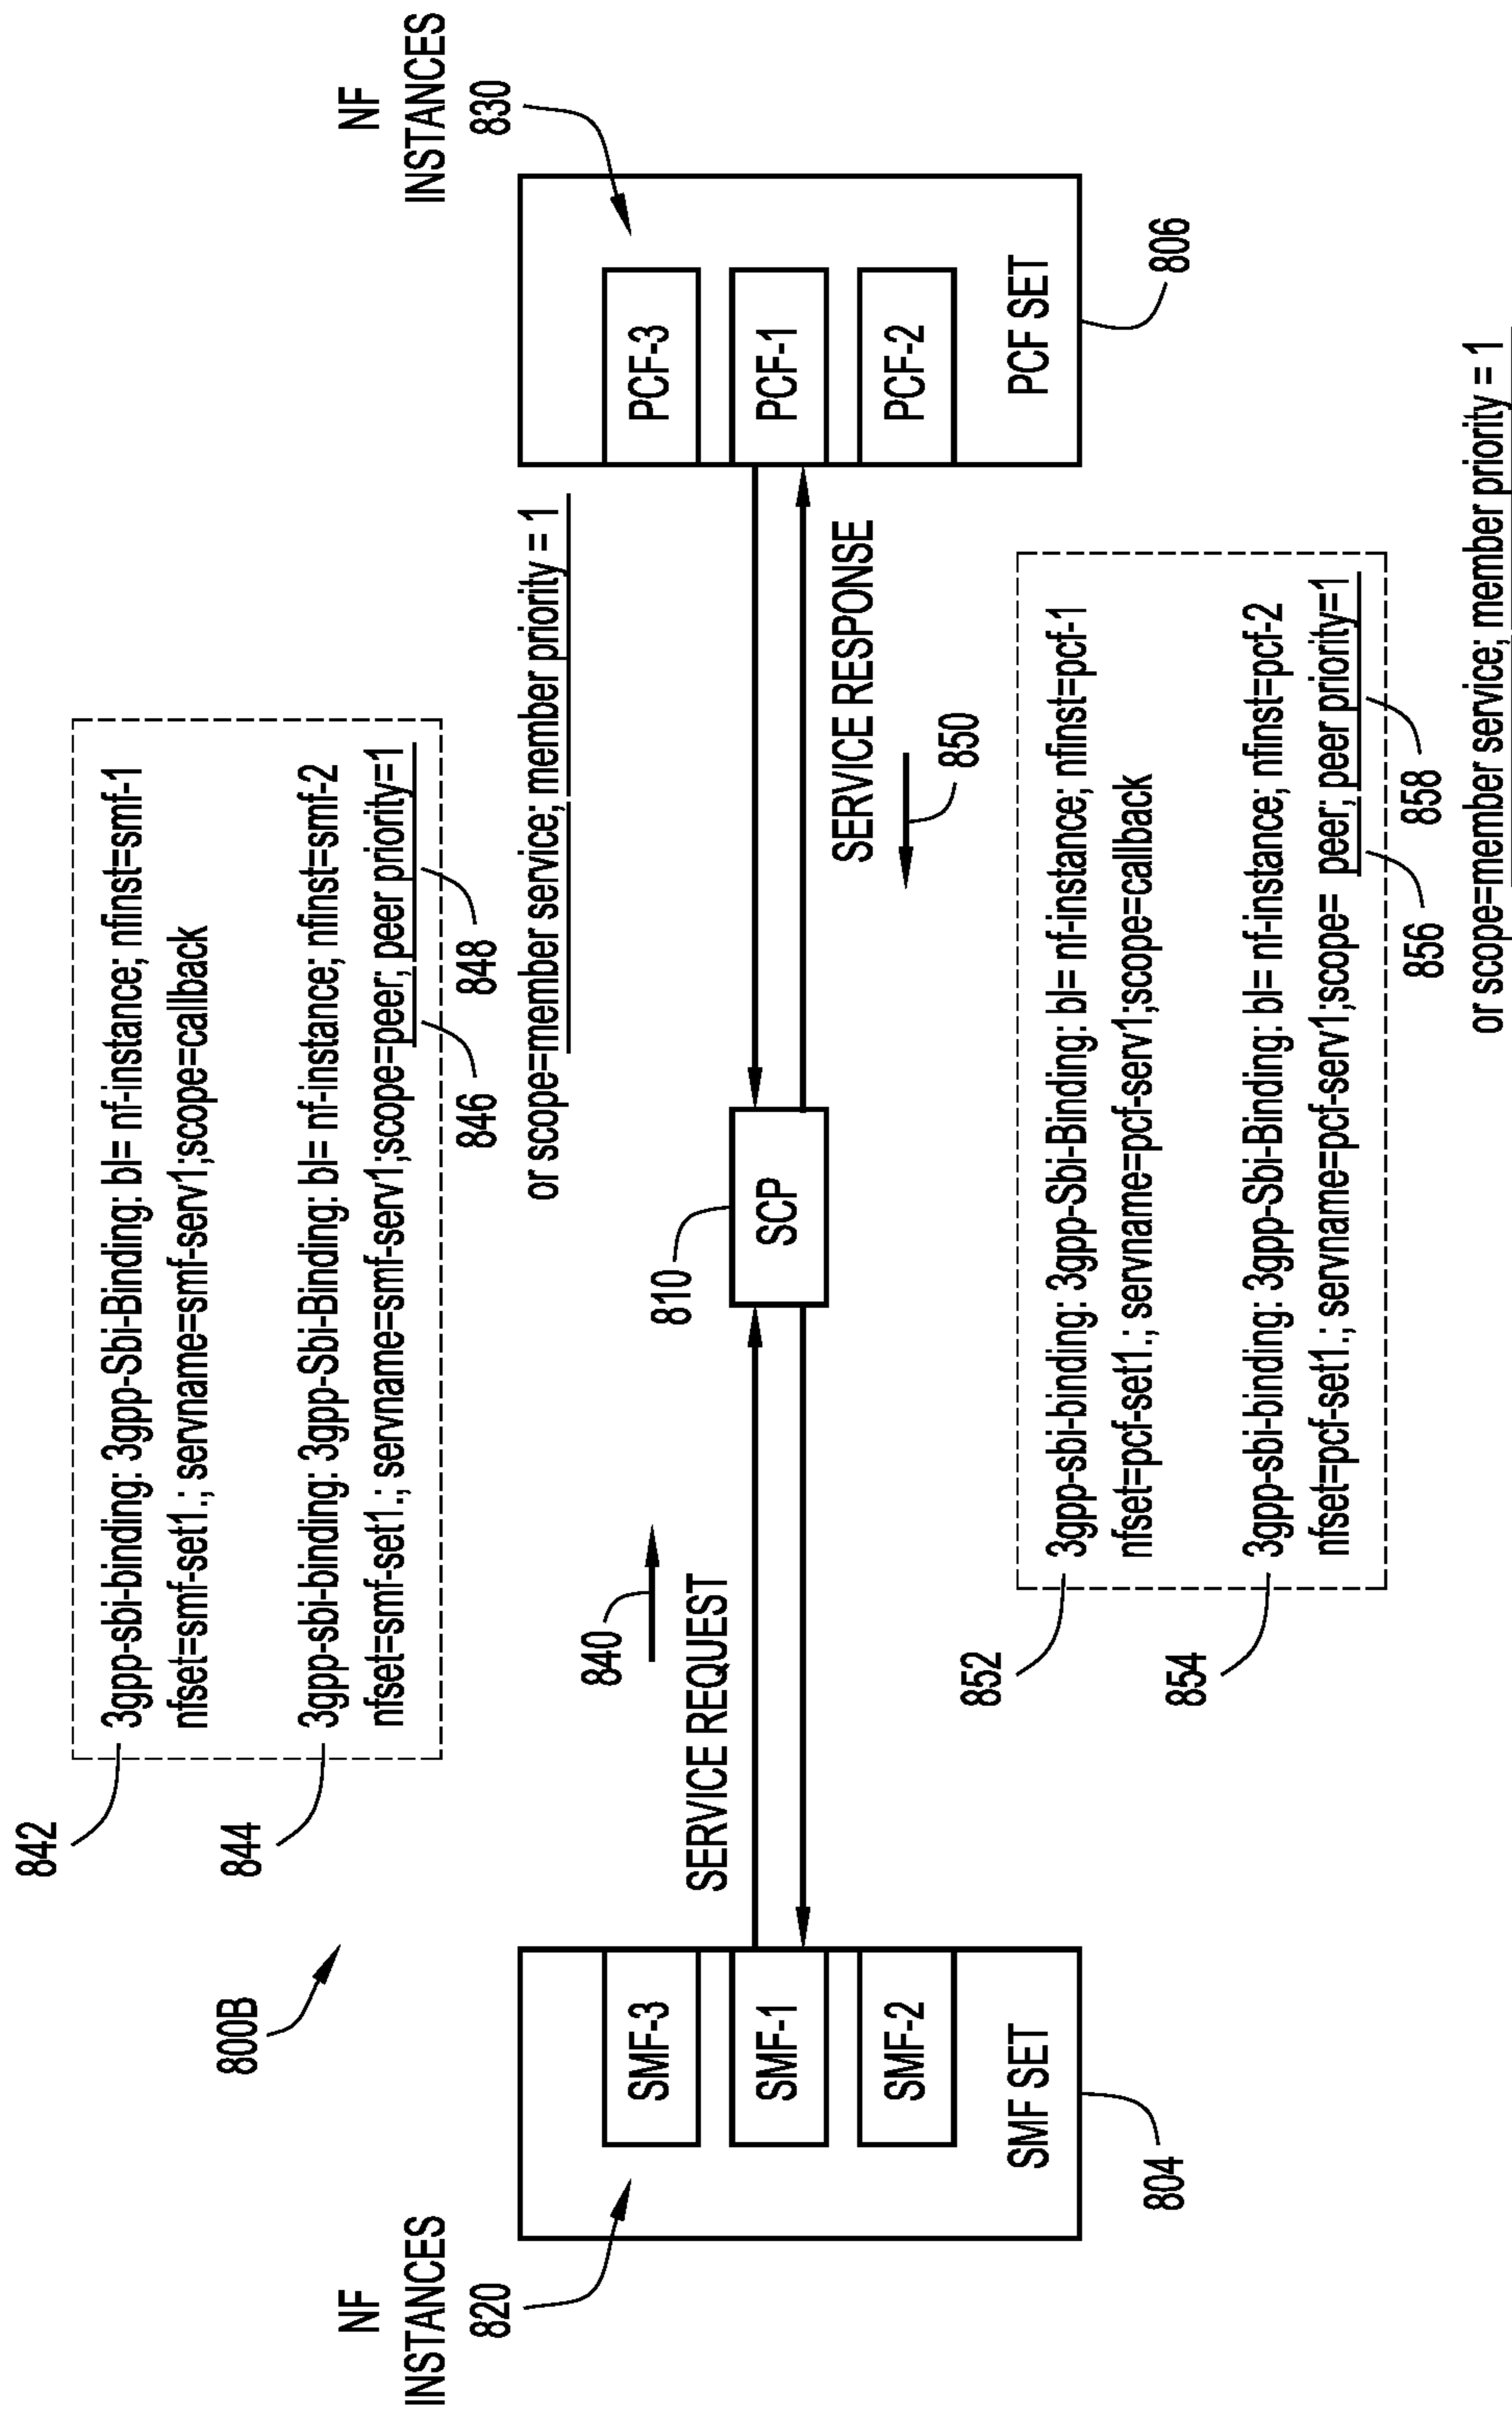 842
3gpp-sbi-binding: 3gpp-Sbi-Binding: bl= nf-instance; nfinst=smf-1
nfset=smf-set1.; servname=smf-serv1;scope=callback
844
3gpp-sbi-binding: 3gpp-Sbi-Binding: bl= nf-instance; nfinst=smf-2
nfset=smf-set1.; servname=smf-serv1;scope=peer; peer priority=1
846
848
or scope=member service; member priority = 1
800B
NF
INSTANCES
820
SMF-3
SMF-1
SMF-2
SMF SET
804
840
SERVICE REQUEST
810
SCP
NF
INSTANCES
830
PCF-3
PCF-1
PCF-2
PCF SET
806
SERVICE RESPONSE
850
852
3gpp-sbi-binding: 3gpp-Sbi-Binding: bl= nf-instance; nfinst=pcf-1
nfset=pcf-set1.; servname=pcf-serv1;scope=callback
854
3gpp-sbi-binding: 3gpp-Sbi-Binding: bl= nf-instance; nfinst=pcf-2
nfset=pcf-set1.; servname=pcf-serv1;scope= peer; peer priority=1
856
858
or scope=member service; member priority = 1